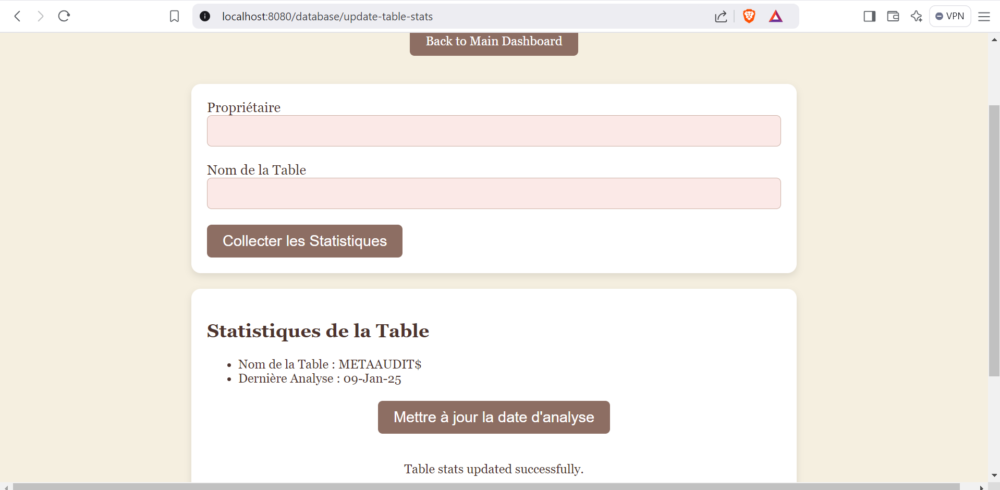 localhost:8080/database/update-table-stats
VPN
Back to Main Dashboard
Propriétaire
Nom de la Table
Collecter les Statistiques
Statistiques de la Table
Nom de la Table : METAAUDIT$
Dernière Analyse : 09-Jan-25
Mettre à jour la date d'analyse
Table stats updated successfully.